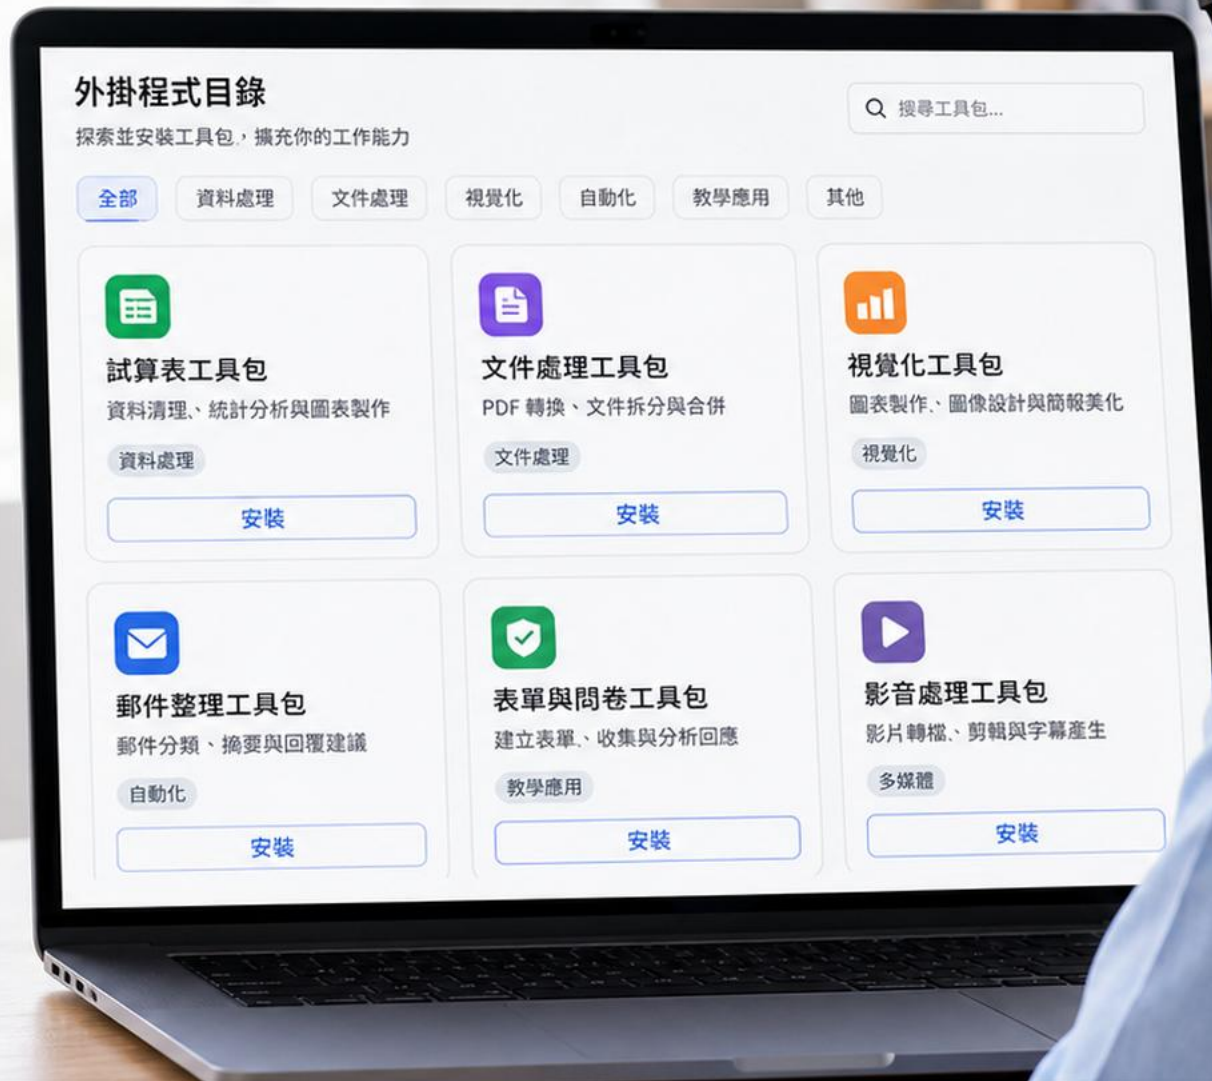 外掛程式目錄
探索並安裝工具包，擴充你的工作能力
搜尋工具包...
全部 資料處理 文件處理 視覺化 自動化 教學應用 其他
試算表工具包
資料清理、統計分析與圖表製作
資料處理
安裝
文件處理工具包
PDF 轉換、文件拆分與合併
文件處理
安裝
視覺化工具包
圖表製作、圖像設計與簡報美化
視覺化
安裝
郵件整理工具包
郵件分類、摘要與回覆建議
自動化
安裝
表單與問卷工具包
建立表單、收集與分析回應
教學應用
安裝
影音處理工具包
影片轉檔、剪輯與字幕產生
多媒體
安裝